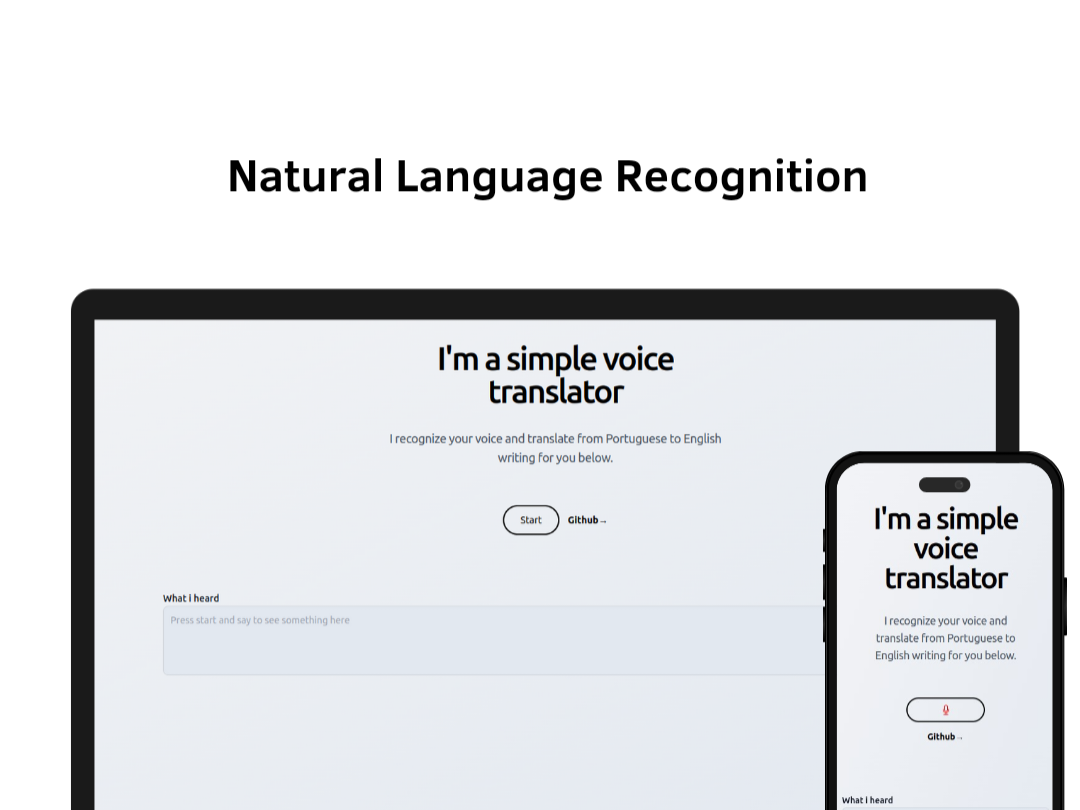 Natural Language Recognition
I'm a simple voice
translator
I recognize your voice and translate from Portuguese to English
writing for you below.
Start
Github→
What i heard
Press start and say to see something here
I'm a simple
voice
translator
I recognize your voice and
translate from Portuguese to
English writing for you below.
Github→
What i heard